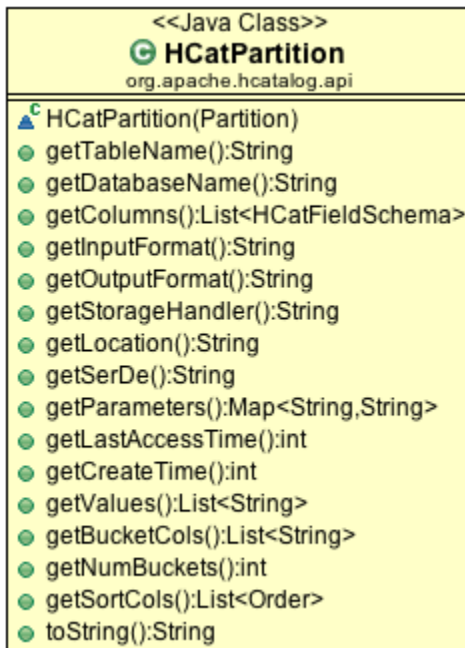 <<Java Class>>
C HCatPartition
org.apache.hcatalog.api
C HCatPartition(Partition)
getTableName():String
getDatabaseName():String
getColumns():List<HCatFieldSchema>
getInputFormat():String
getOutputFormat():String
getStorageHandler():String
getLocation():String
getSerDe():String
getParameters():Map<String,String>
getLastAccessTime():int
getCreateTime():int
getValues():List<String>
getBucketCols():List<String>
getNumBuckets():int
getSortCols():List<Order>
toString():String